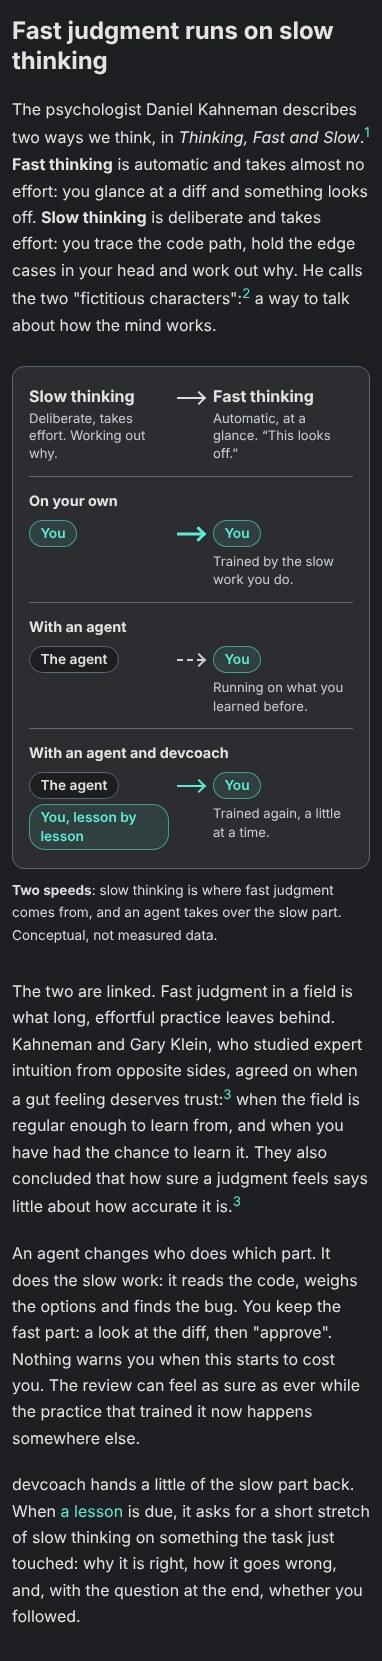 Fast judgment runs on slow
thinking
The psychologist Daniel Kahneman describes
two ways we think, in Thinking, Fast and Slow.1
Fast thinking is automatic and takes almost no
effort: you glance at a diff and something looks
off. Slow thinking is deliberate and takes
effort: you trace the code path, hold the edge
cases in your head and work out why. He calls
the two "fictitious characters":2 a way to talk
about how the mind works.
Slow thinking → Fast thinking
Deliberate, takes
effort. Working out
why.
Automatic, at a
glance. “This looks
off.”
On your own
You → You
Trained by the slow
work you do.
With an agent
The agent → You
Running on what you
learned before.
With an agent and devcoach
The agent → You
You, lesson by
lesson
Trained again, a little
at a time.
Two speeds: slow thinking is where fast judgment
comes from, and an agent takes over the slow part.
Conceptual, not measured data.
The two are linked. Fast judgment in a field is
what long, effortful practice leaves behind.
Kahneman and Gary Klein, who studied expert
intuition from opposite sides, agreed on when
a gut feeling deserves trust:3 when the field is
regular enough to learn from, and when you
have had the chance to learn it. They also
concluded that how sure a judgment feels says
little about how accurate it is.3
An agent changes who does which part. It
does the slow work: it reads the code, weighs
the options and finds the bug. You keep the
fast part: a look at the diff, then "approve".
Nothing warns you when this starts to cost
you. The review can feel as sure as ever while
the practice that trained it now happens
somewhere else.
devcoach hands a little of the slow part back.
When a lesson is due, it asks for a short stretch
of slow thinking on something the task just
touched: why it is right, how it goes wrong,
and, with the question at the end, whether you
followed.